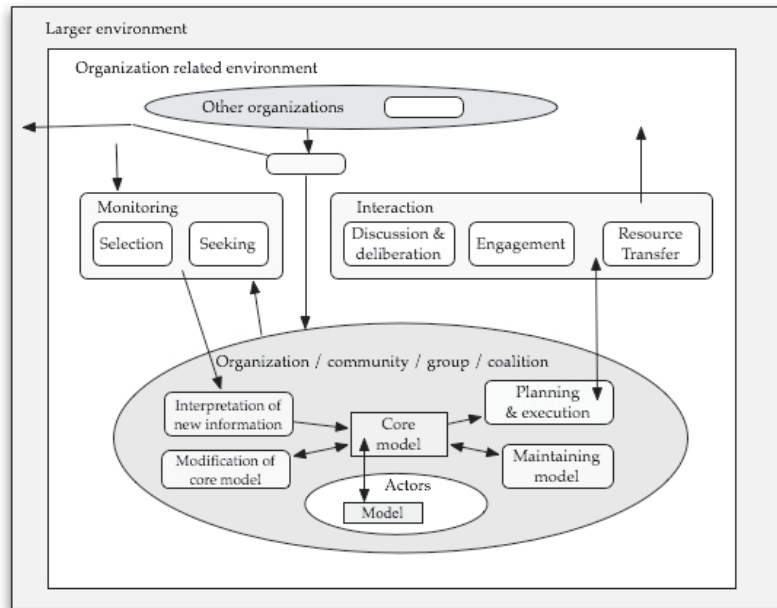 Larger environment
Organization related environment
Other organizations
Monitoring
Selection
Seeking
Interaction
Discussion &
deliberation
Engagement
Resource
Transfer
Organization / community / group / coalition
Interpretation of
new information
Core
model
Planning
& execution
Modification of
core model
Maintaining
model
Actors
Model